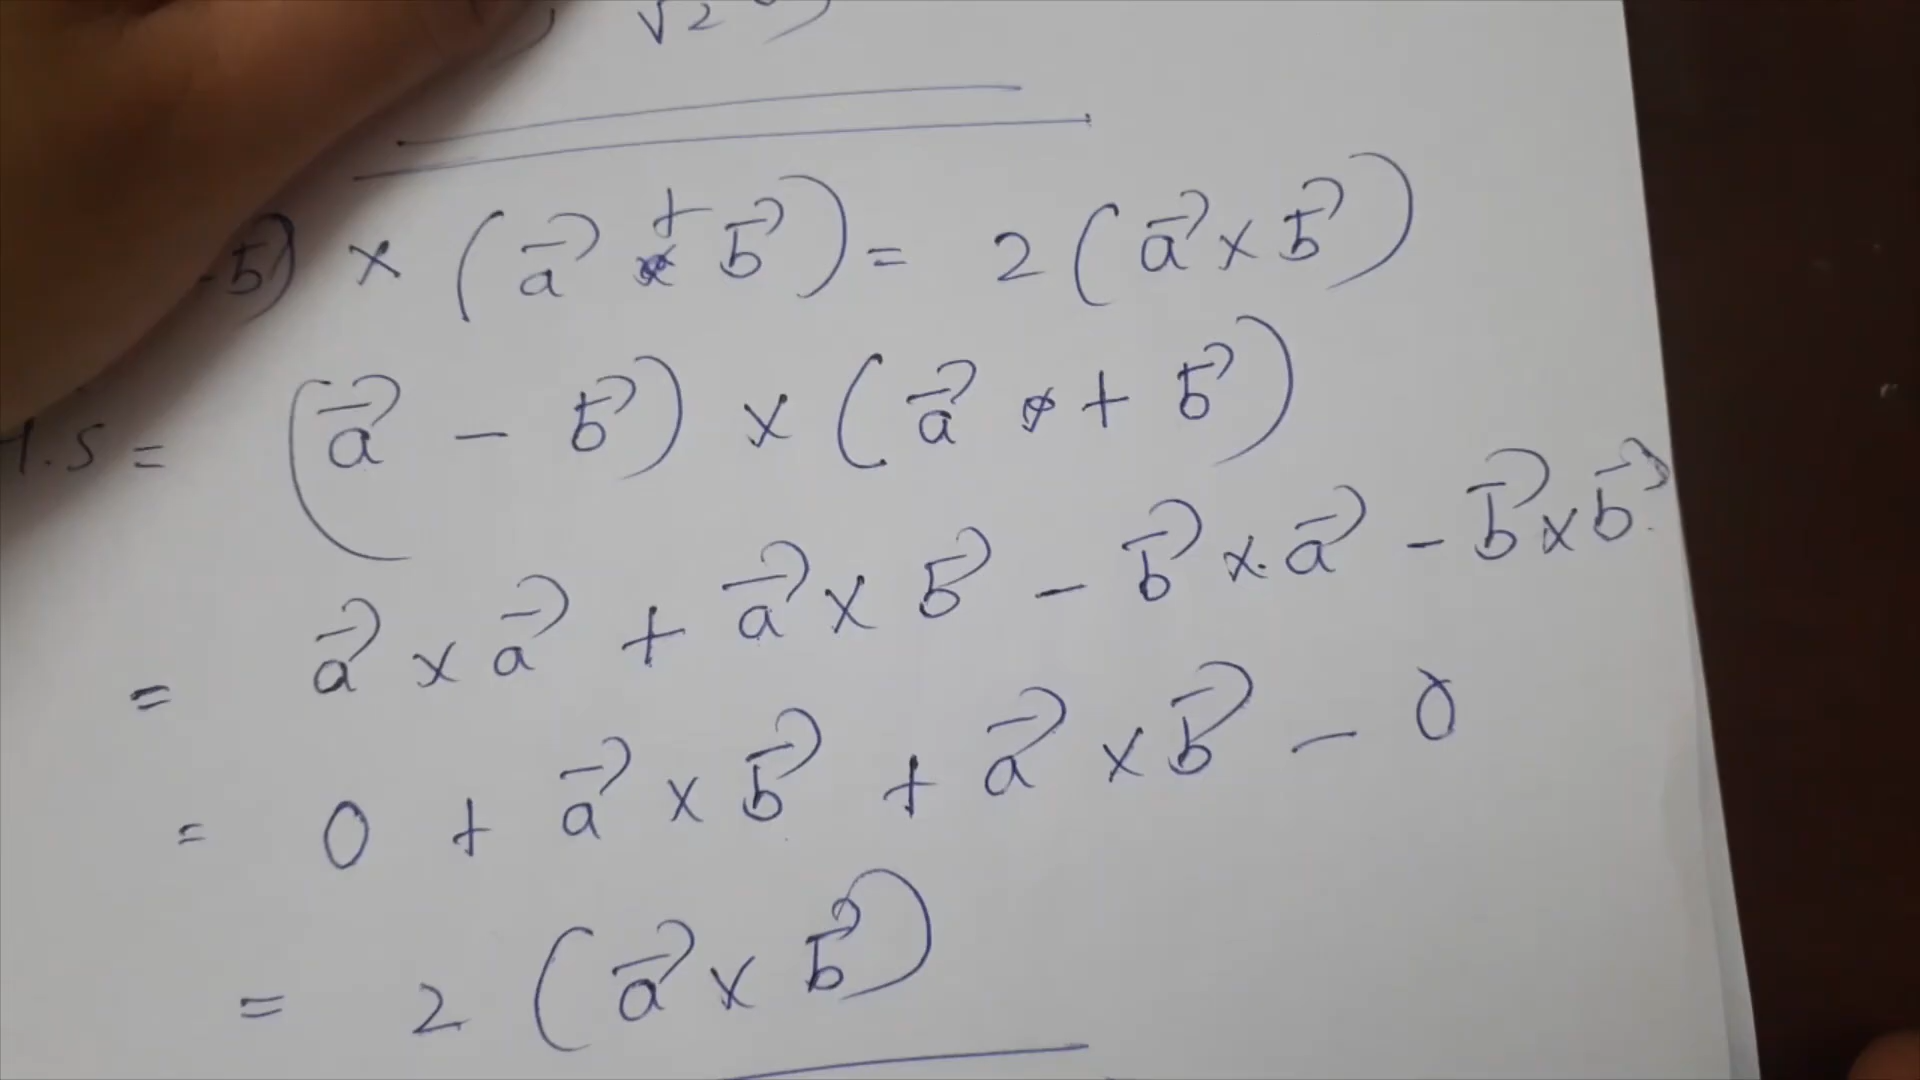 √2
b⃗) × (a⃗ + b⃗) = 2(a⃗ × b⃗)
H.S = (a⃗ − b⃗) × (a⃗ + b⃗)
= a⃗ × a⃗ + a⃗ × b⃗ − b⃗ × a⃗ − b⃗ × b⃗
= 0 + a⃗ × b⃗ + a⃗ × b⃗ − 0
= 2(a⃗ × b⃗)